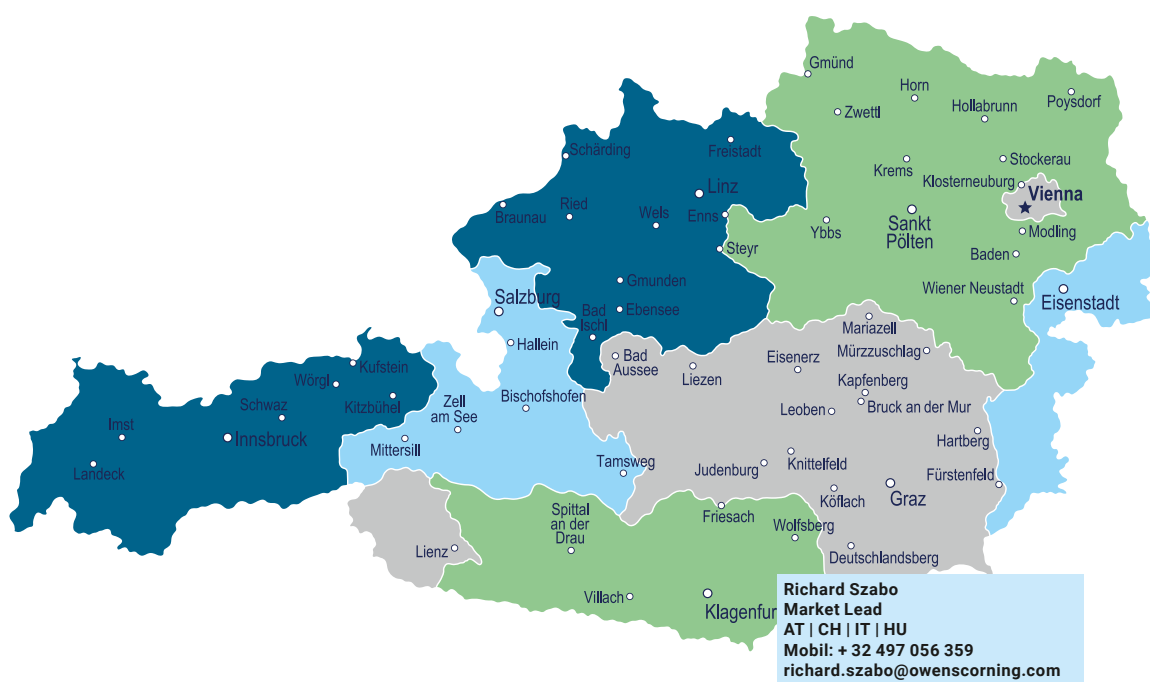 Gmünd
Horn
Poysdorf
Zwettl
Hollabrunn
Freistadt
Schärding
Stockerau
Krems
Klosterneuburg
Linz
Vienna
Braunau
Ried
Wels
Enns
Ybbs
Sankt
Pölten
Modling
Steyr
Baden
Gmunden
Wiener Neustadt
Eisenstadt
Salzburg
Ebensee
Bad
Ischl
Mariazell
Hallein
Bad
Aussee
Eisenerz
Mürzzuschlag
Kufstein
Liezen
Wörgl
Kapfenberg
Bischofshofen
Kitzbühel
Zell
am See
Schwaz
Leoben
Bruck an der Mur
Imst
Innsbruck
Mittersill
Hartberg
Landeck
Tamsweg
Judenburg
Knittelfeld
Fürstenfeld
Köflach
Graz
Spittal
an der
Drau
Friesach
Wolfsberg
Lienz
Deutschlandsberg
Villach
Klagenfur
Richard Szabo
Market Lead
AT | CH | IT | HU
Mobil: + 32 497 056 359
richard.szabo@owenscorning.com